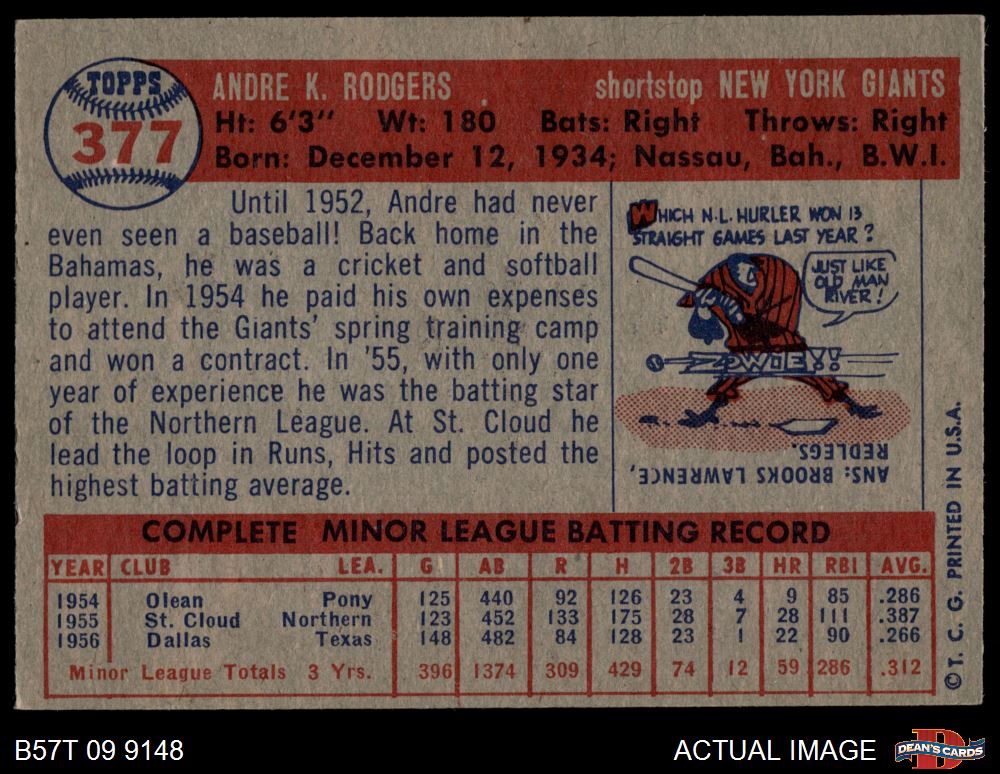 TOPPS
377
ANDRE K. RODGERS shortstop NEW YORK GIANTS
Ht: 6'3" Wt: 180 Bats: Right Throws: Right
Born: December 12, 1934; Nassau, Bah., B.W.I.
Until 1952, Andre had never
even seen a baseball! Back home in the
Bahamas, he was a cricket and softball
player. In 1954 he paid his own expenses
to attend the Giants' spring training camp
and won a contract. In '55, with only one
year of experience he was the batting star
of the Northern League. At St. Cloud he
lead the loop in Runs, Hits and posted the
highest batting average.
WHICH N.L. HURLER WON 13
STRAIGHT GAMES LAST YEAR?
JUST LIKE
OLD MAN
RIVER!
ZOWIE!!
ANS: BROOKS LAWRENCE,
REDLEGS.
COMPLETE MINOR LEAGUE BATTING RECORD
YEAR CLUB LEA. G AB R H 2B 3B HR RBI AVG.
1954 Olean Pony 125 440 92 126 23 4 9 85 .286
1955 St. Cloud Northern 123 452 133 175 28 7 28 111 .387
1956 Dallas Texas 148 482 84 128 23 1 22 90 .266
Minor League Totals 3 Yrs. 396 1374 309 429 74 12 59 286 .312
©T. C. G. PRINTED IN U.S.A.
B57T 09 9148 ACTUAL IMAGE
DEAN'S CARDS